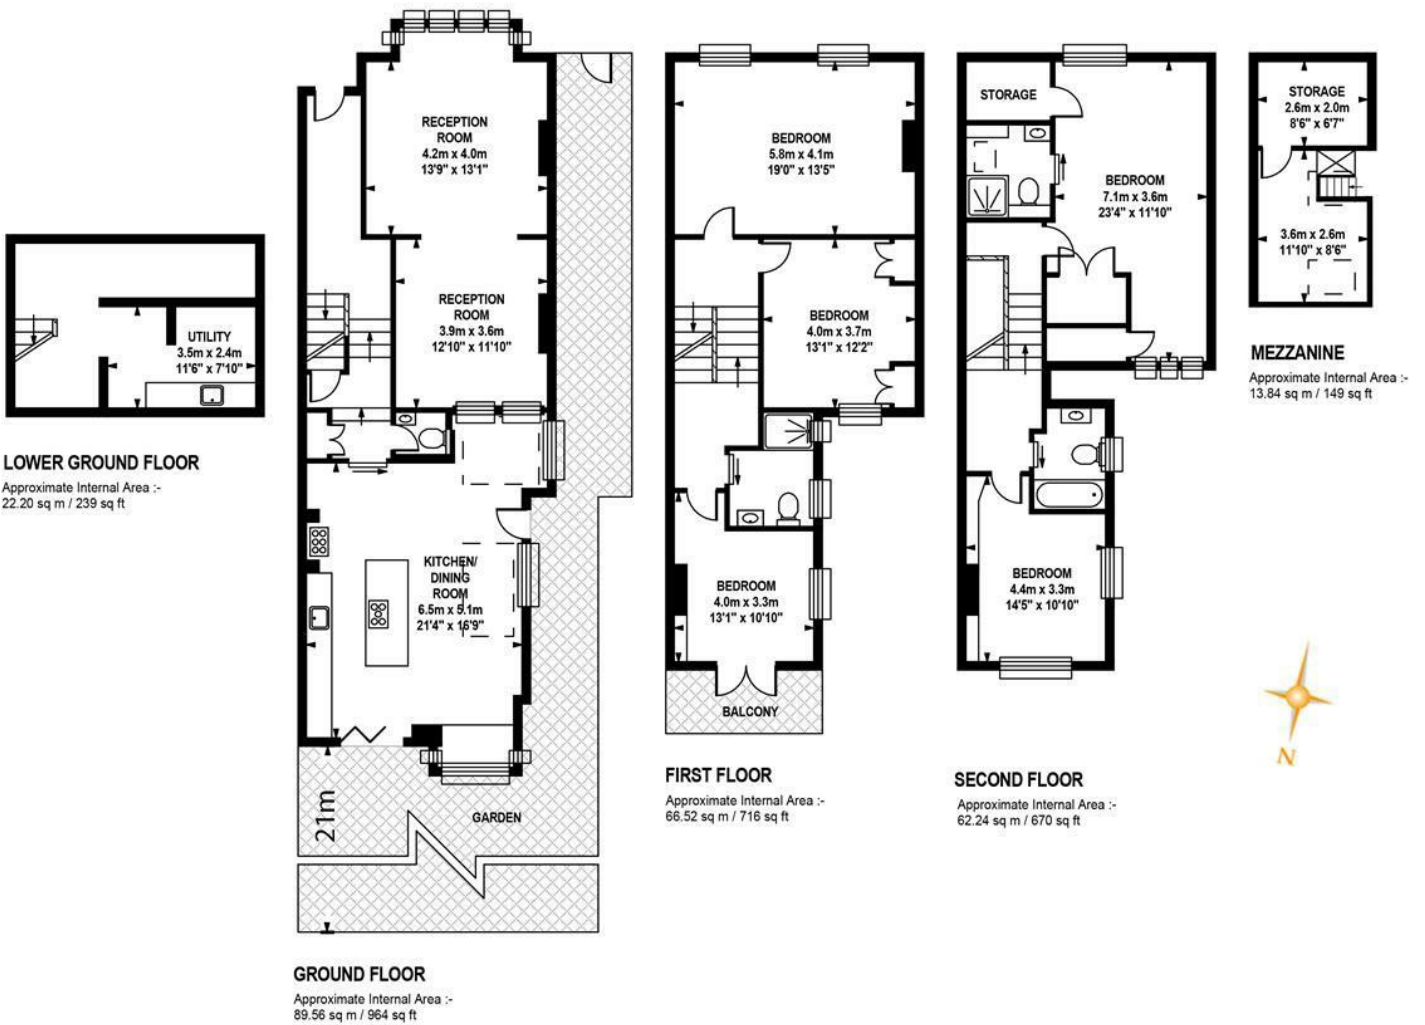 UTILITY
3.5m x 2.4m
11'6" x 7'10"
LOWER GROUND FLOOR
Approximate Internal Area :-
22.20 sq m / 239 sq ft
RECEPTION
ROOM
4.2m x 4.0m
13'9" x 13'1"
RECEPTION
ROOM
3.9m x 3.6m
12'10" x 11'10"
KITCHEN/
DINING
ROOM
6.5m x 5.1m
21'4" x 16'9"
21m
GARDEN
GROUND FLOOR
Approximate Internal Area :-
89.56 sq m / 964 sq ft
BEDROOM
5.8m x 4.1m
19'0" x 13'5"
BEDROOM
4.0m x 3.7m
13'1" x 12'2"
BEDROOM
4.0m x 3.3m
13'1" x 10'10"
BALCONY
FIRST FLOOR
Approximate Internal Area :-
66.52 sq m / 716 sq ft
STORAGE
BEDROOM
7.1m x 3.6m
23'4" x 11'10"
BEDROOM
4.4m x 3.3m
14'5" x 10'10"
SECOND FLOOR
Approximate Internal Area :-
62.24 sq m / 670 sq ft
STORAGE
2.6m x 2.0m
8'6" x 6'7"
3.6m x 2.6m
11'10" x 8'6"
MEZZANINE
Approximate Internal Area :-
13.84 sq m / 149 sq ft
N